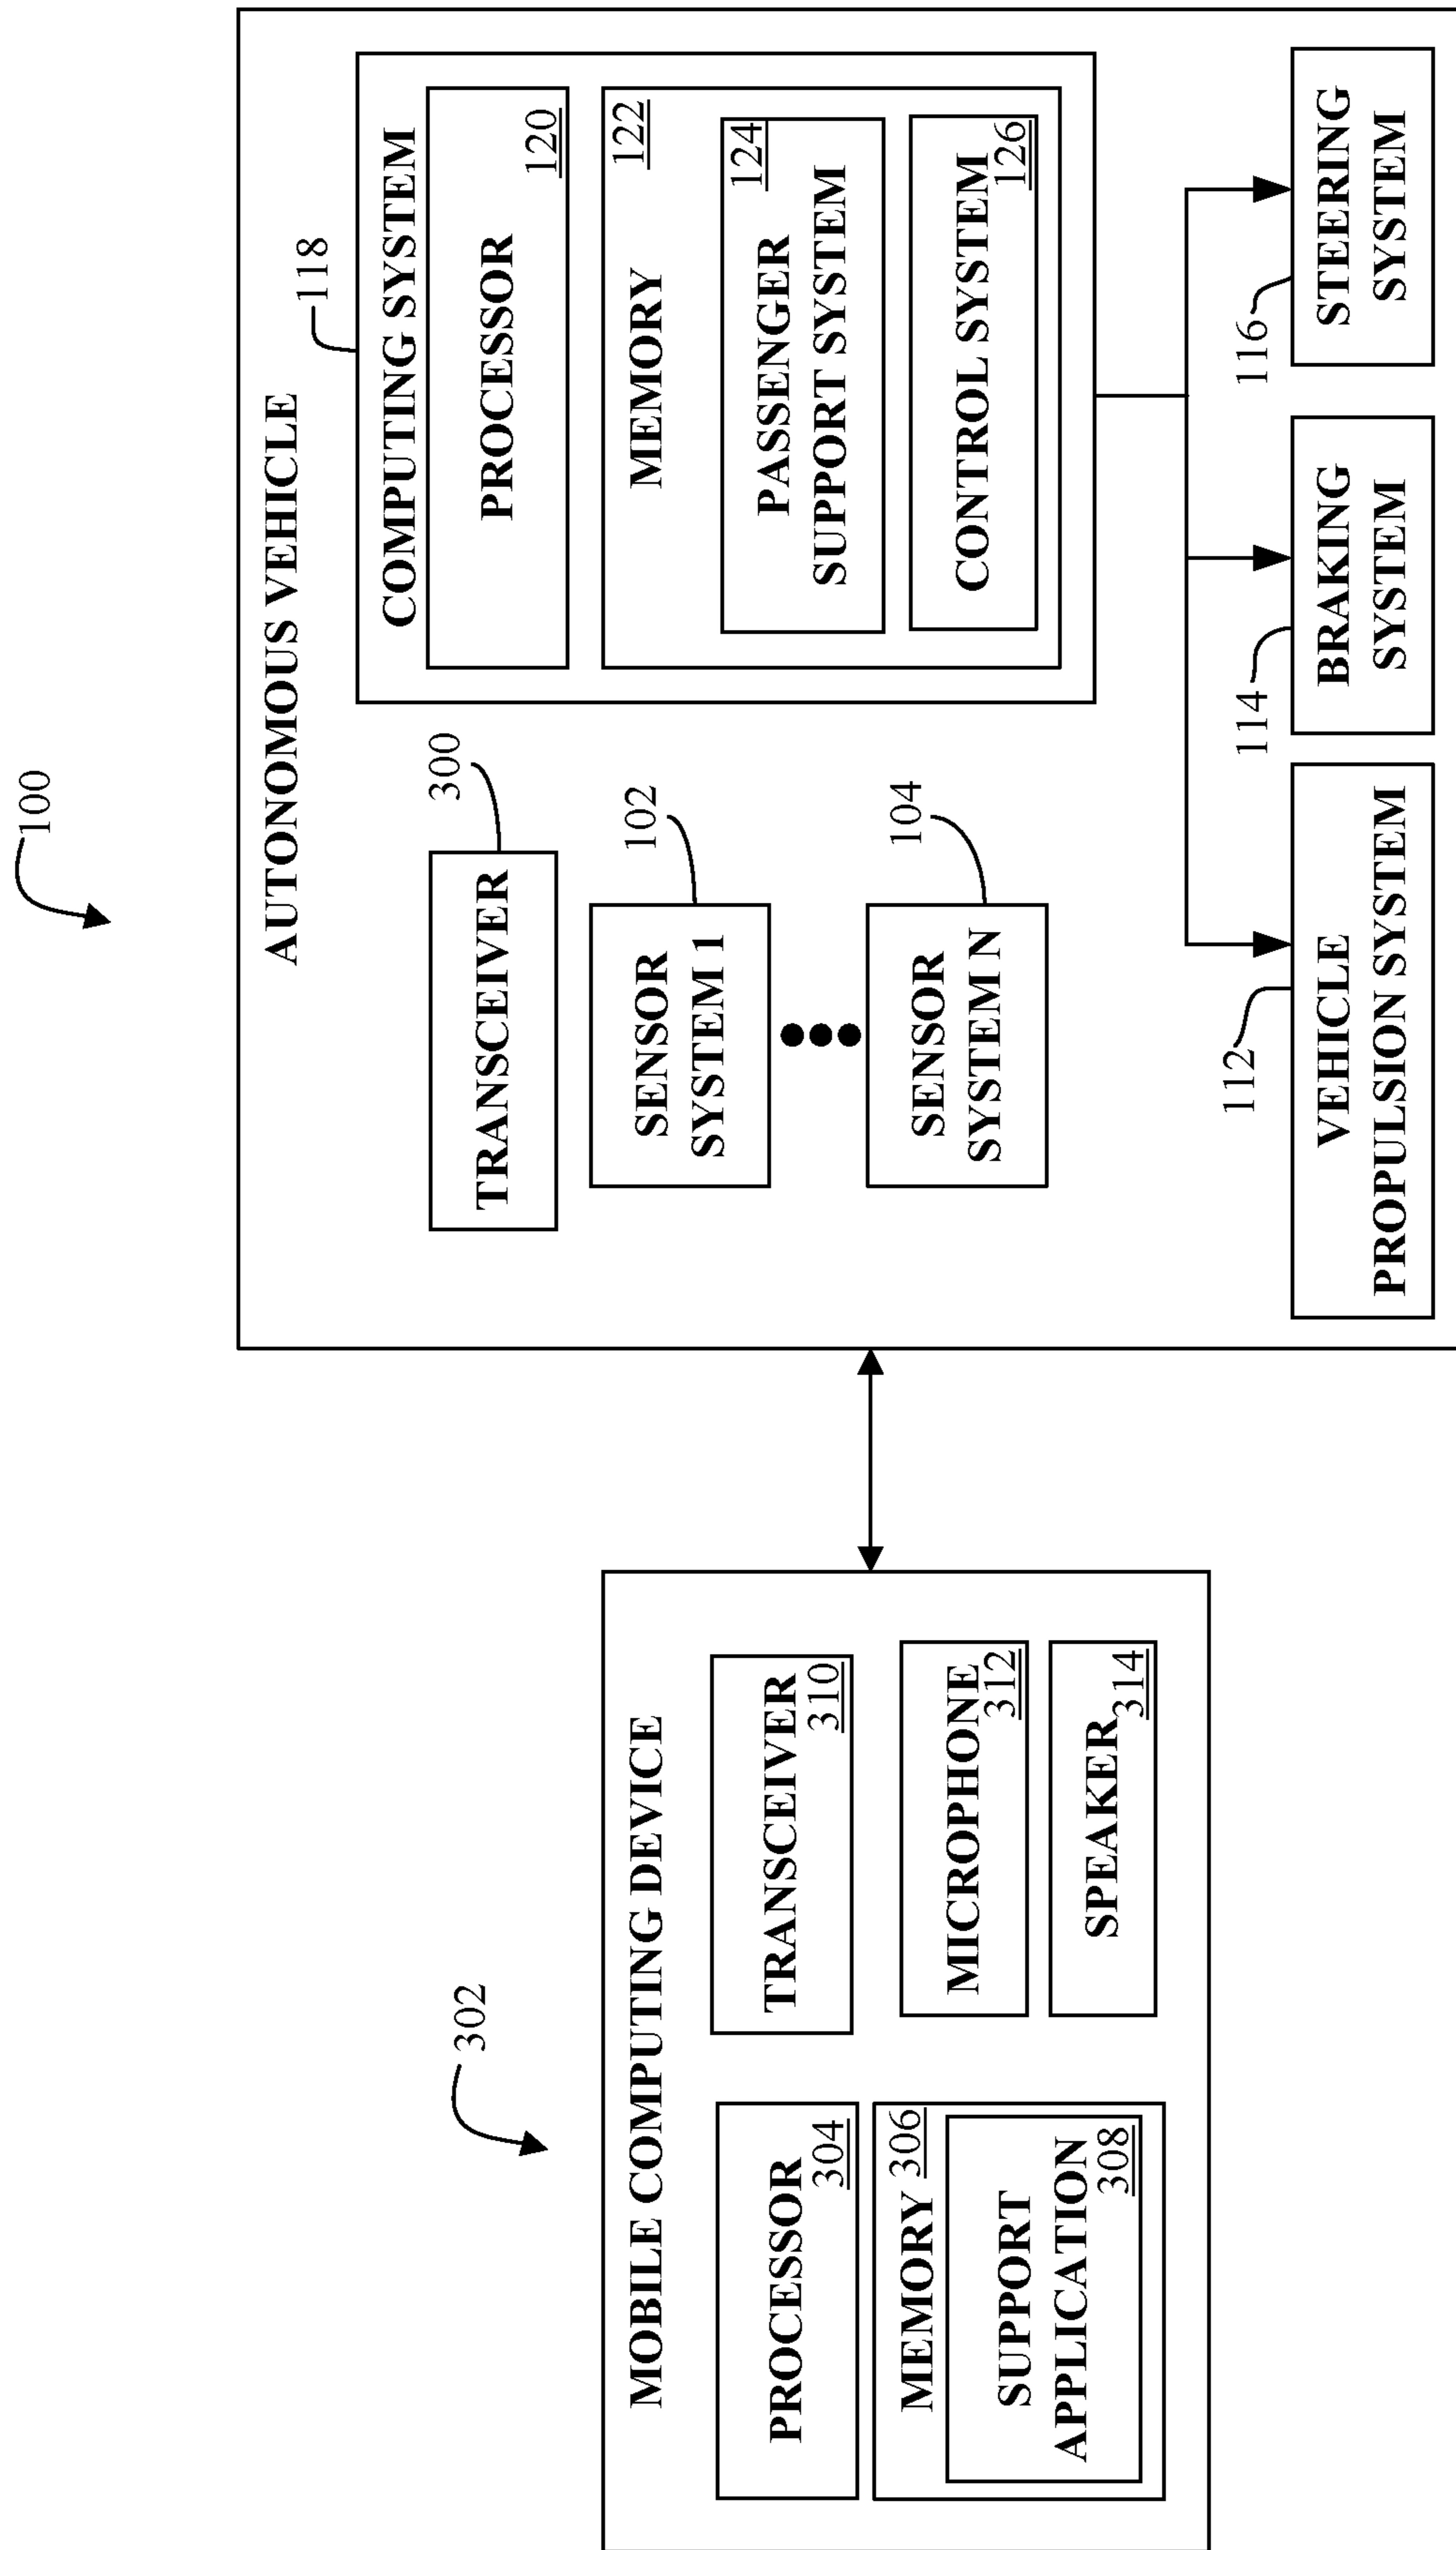 100
AUTONOMOUS VEHICLE
118
COMPUTING SYSTEM
PROCESSOR
120
MEMORY
122
PASSENGER
SUPPORT SYSTEM
124
CONTROL SYSTEM
126
300
TRANSCEIVER
102
SENSOR
SYSTEM 1
104
SENSOR
SYSTEM N
112
VEHICLE
PROPULSION SYSTEM
114
BRAKING
SYSTEM
116
STEERING
SYSTEM
302
MOBILE COMPUTING DEVICE
PROCESSOR
304
MEMORY 306
SUPPORT
APPLICATION
308
TRANSCEIVER
310
MICROPHONE
312
SPEAKER
314